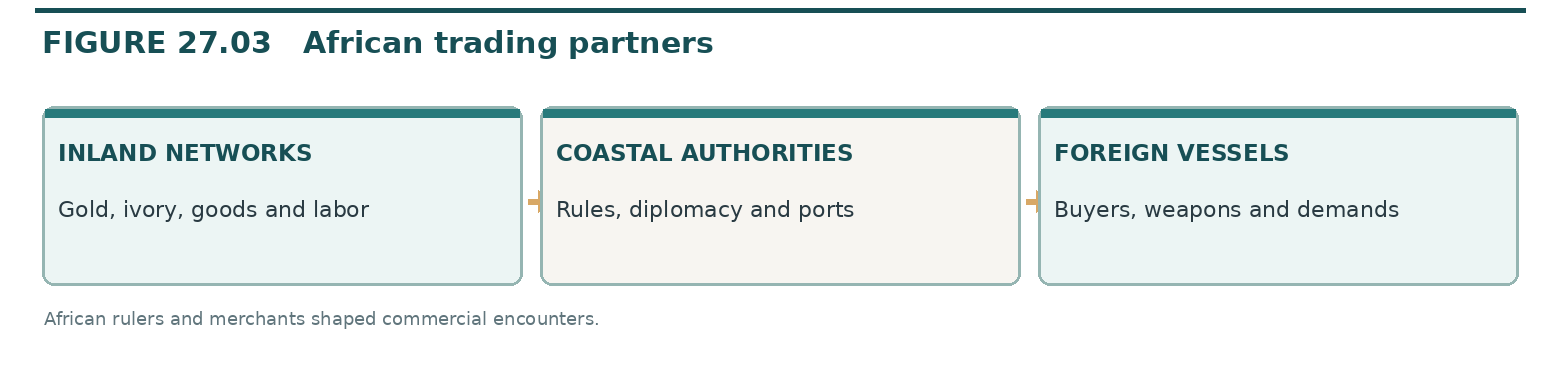 FIGURE 27.03 African trading partners
INLAND NETWORKS
Gold, ivory, goods and labor
COASTAL AUTHORITIES
Rules, diplomacy and ports
FOREIGN VESSELS
Buyers, weapons and demands
African rulers and merchants shaped commercial encounters.